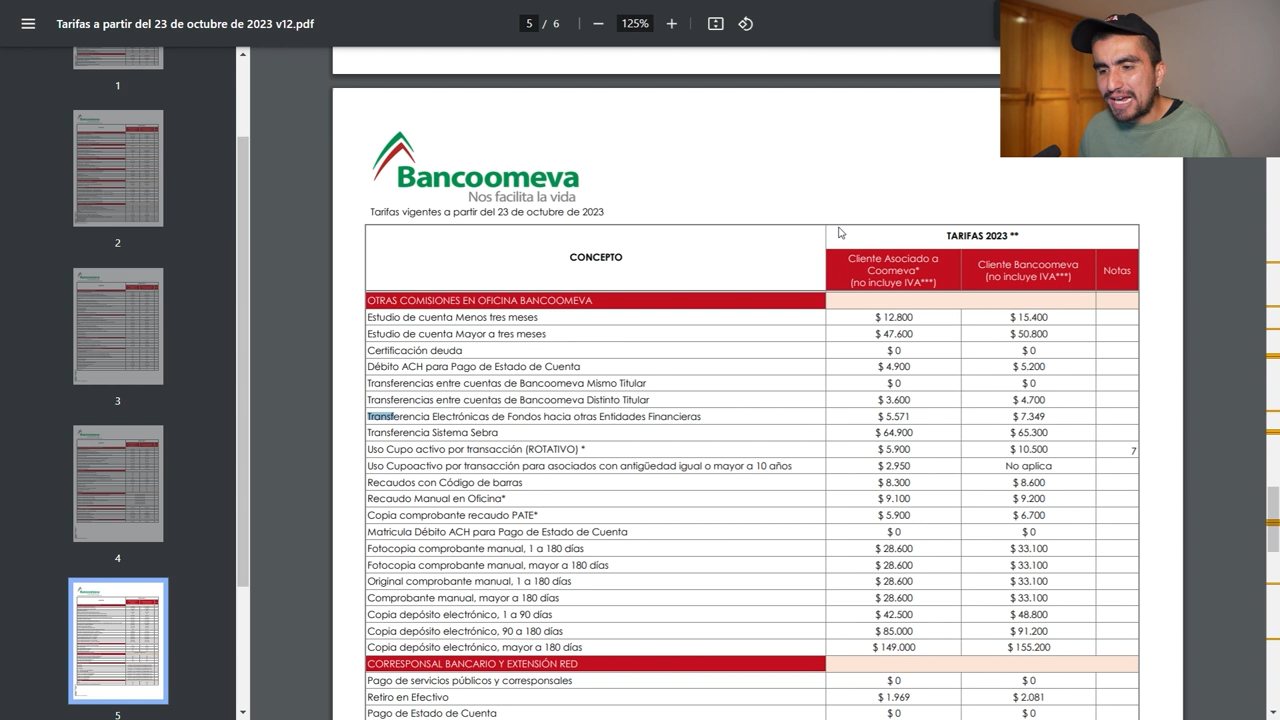 Tarifas a partir del 23 de octubre de 2023 v12.pdf
5 / 6
125%
1
2
3
4
5
Bancoomeva
Nos facilita la vida
Tarifas vigentes a partir del 23 de octubre de 2023
CONCEPTO
TARIFAS 2023 **
Cliente Asociado a Coomeva* (no incluye IVA***)
Cliente Bancoomeva (no incluye IVA***)
Notas
OTRAS COMISIONES EN OFICINA BANCOOMEVA
Estudio de cuenta Menos tres meses $ 12.800 $ 15.400
Estudio de cuenta Mayor a tres meses $ 47.600 $ 50.800
Certificación deuda $ 0 $ 0
Débito ACH para Pago de Estado de Cuenta $ 4.900 $ 5.200
Transferencias entre cuentas de Bancoomeva Mismo Titular $ 0 $ 0
Transferencias entre cuentas de Bancoomeva Distinto Titular $ 3.600 $ 4.700
Transferencia Electrónicas de Fondos hacia otras Entidades Financieras $ 5.571 $ 7.349
Transferencia Sistema Sebra $ 64.900 $ 65.300
Uso Cupo activo por transacción (ROTATIVO) * $ 5.900 $ 10.500 7
Uso Cupoactivo por transacción para asociados con antigüedad igual o mayor a 10 años $ 2.950 No aplica
Recaudos con Código de barras $ 8.300 $ 8.600
Recaudo Manual en Oficina* $ 9.100 $ 9.200
Copia comprobante recaudo PATE* $ 5.900 $ 6.700
Matricula Débito ACH para Pago de Estado de Cuenta $ 0 $ 0
Fotocopia comprobante manual, 1 a 180 días $ 28.600 $ 33.100
Fotocopia comprobante manual, mayor a 180 días $ 28.600 $ 33.100
Original comprobante manual, 1 a 180 días $ 28.600 $ 33.100
Comprobante manual, mayor a 180 días $ 28.600 $ 33.100
Copia depósito electrónico, 1 a 90 días $ 42.500 $ 48.800
Copia depósito electrónico, 90 a 180 días $ 85.000 $ 91.200
Copia depósito electrónico, mayor a 180 días $ 149.000 $ 155.200
CORRESPONSAL BANCARIO Y EXTENSIÓN RED
Pago de servicios públicos y corresponsales $ 0 $ 0
Retiro en Efectivo $ 1.969 $ 2.081
Pago de Estado de Cuenta $ 0 $ 0